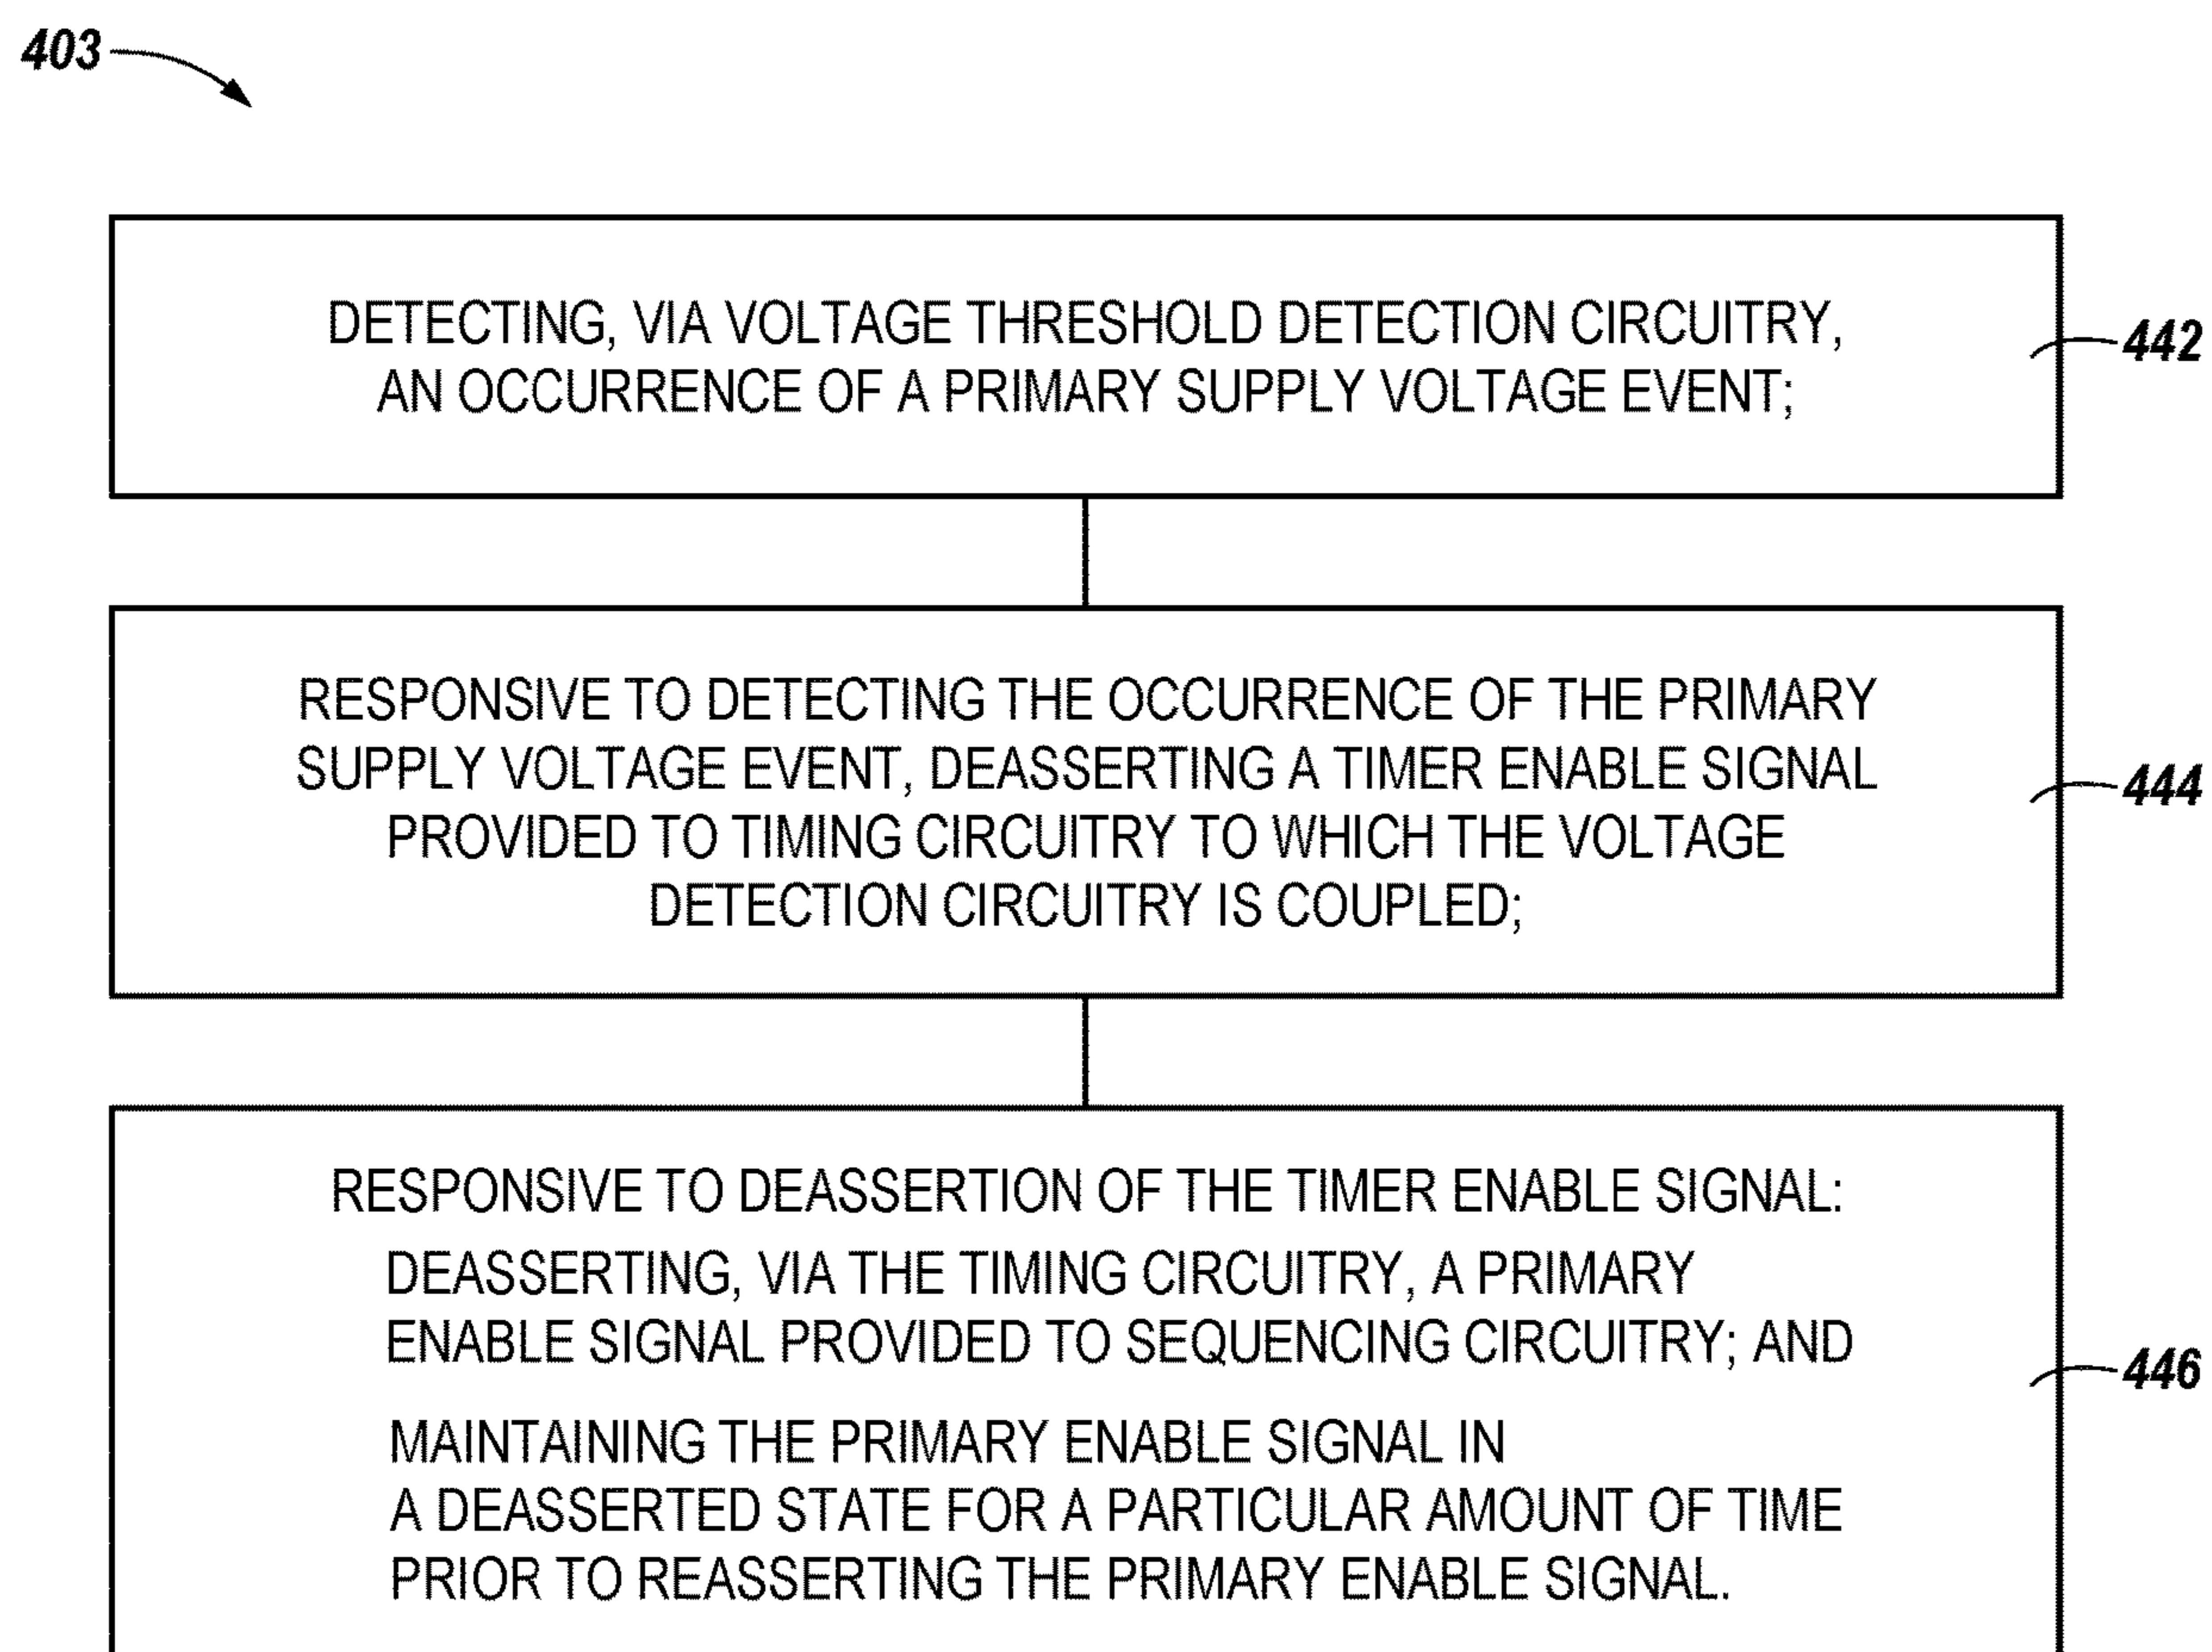 403
DETECTING, VIA VOLTAGE THRESHOLD DETECTION CIRCUITRY,
AN OCCURRENCE OF A PRIMARY SUPPLY VOLTAGE EVENT;
442
RESPONSIVE TO DETECTING THE OCCURRENCE OF THE PRIMARY
SUPPLY VOLTAGE EVENT, DEASSERTING A TIMER ENABLE SIGNAL
PROVIDED TO TIMING CIRCUITRY TO WHICH THE VOLTAGE
DETECTION CIRCUITRY IS COUPLED;
444
RESPONSIVE TO DEASSERTION OF THE TIMER ENABLE SIGNAL:
DEASSERTING, VIA THE TIMING CIRCUITRY, A PRIMARY
ENABLE SIGNAL PROVIDED TO SEQUENCING CIRCUITRY; AND
MAINTAINING THE PRIMARY ENABLE SIGNAL IN
A DEASSERTED STATE FOR A PARTICULAR AMOUNT OF TIME
PRIOR TO REASSERTING THE PRIMARY ENABLE SIGNAL.
446